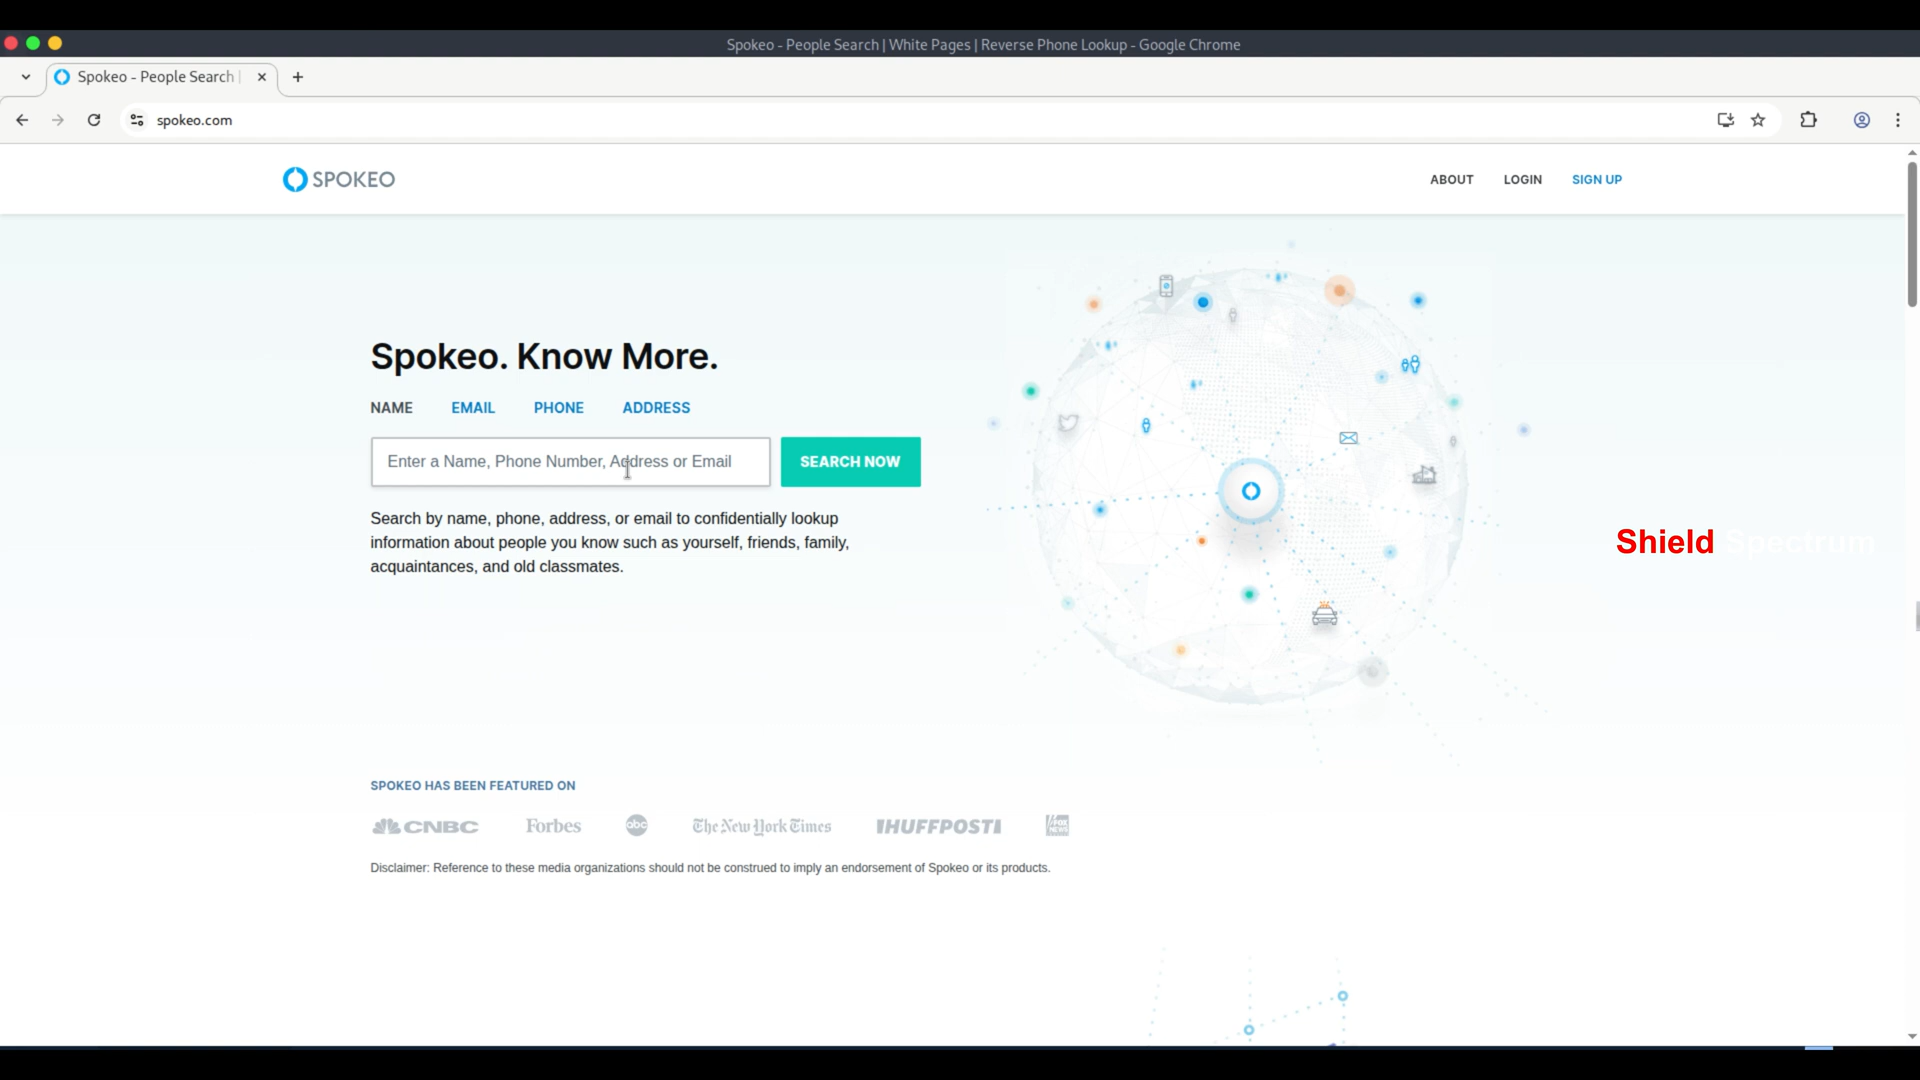 Spokeo - People Search | White Pages | Reverse Phone Lookup - Google Chrome
Spokeo - People Search |
spokeo.com
SPOKEO
ABOUT LOGIN SIGN UP
Spokeo. Know More.
NAME EMAIL PHONE ADDRESS
Enter a Name, Phone Number, Address or Email
SEARCH NOW
Search by name, phone, address, or email to confidentially lookup
information about people you know such as yourself, friends, family,
acquaintances, and old classmates.
Shield Spectrum
SPOKEO HAS BEEN FEATURED ON
CNBC Forbes abc The New York Times IHUFFPOSTI FOX NEWS
Disclaimer: Reference to these media organizations should not be construed to imply an endorsement of Spokeo or its products.